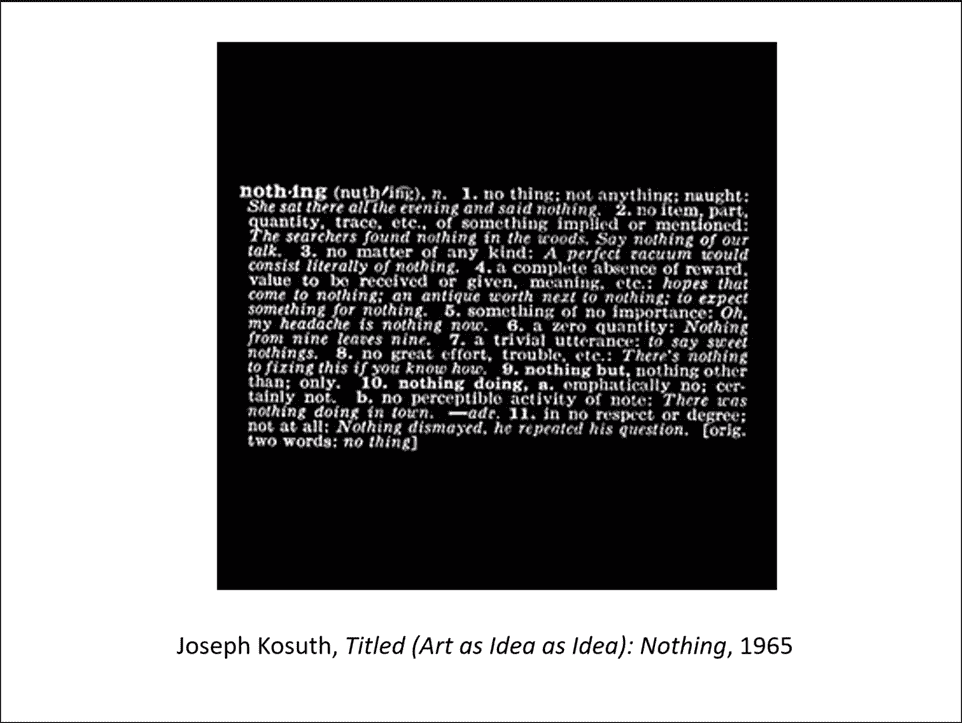 noth·ing (nuth′ing), n. 1. no thing; not anything; naught:
She sat there all the evening and said nothing. 2. no item, part,
quantity, trace, etc., of something implied or mentioned:
The searchers found nothing in the woods. Say nothing of our
talk. 3. no matter of any kind: A perfect vacuum would
consist literally of nothing. 4. a complete absence of reward,
value to be received or given, meaning, etc.: hopes that
come to nothing; an antique worth next to nothing; to expect
something for nothing. 5. something of no importance: Oh,
my headache is nothing now. 6. a zero quantity: Nothing
from nine leaves nine. 7. a trivial utterance: to say sweet
nothings. 8. no great effort, trouble, etc.: There's nothing
to fixing this if you know how. 9. nothing but, nothing other
than; only. 10. nothing doing, a. emphatically no; cer-
tainly not. b. no perceptible activity of note: There was
nothing doing in town. —adv. 11. in no respect or degree;
not at all: Nothing dismayed, he repeated his question. [orig.
two words: no thing]
Joseph Kosuth, Titled (Art as Idea as Idea): Nothing, 1965